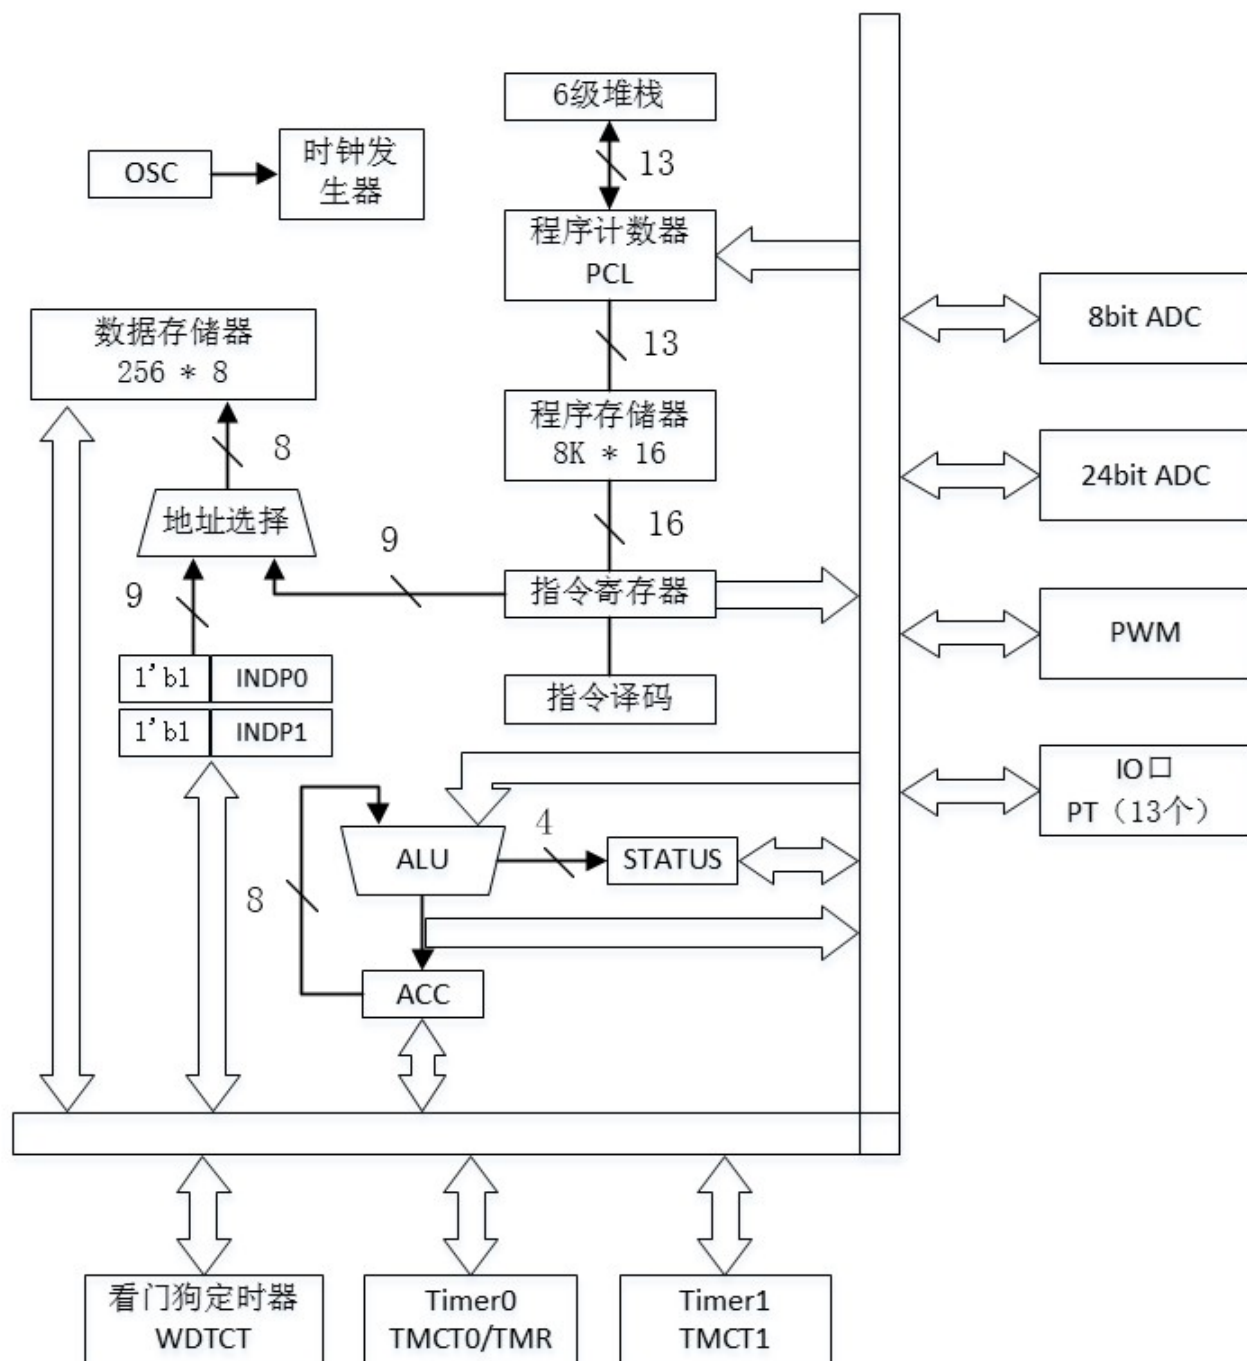 6级堆栈
13
OSC
时钟发
生器
程序计数器
PCL
13
8bit ADC
数据存储器
256 * 8
程序存储器
8K * 16
8
24bit ADC
地址选择
16
9
9
指令寄存器
PWM
1'b1
INDP0
1'b1
INDP1
指令译码
IO口
PT（13个）
ALU
4
STATUS
8
ACC
看门狗定时器
WDTCT
Timer0
TMCT0/TMR
Timer1
TMCT1